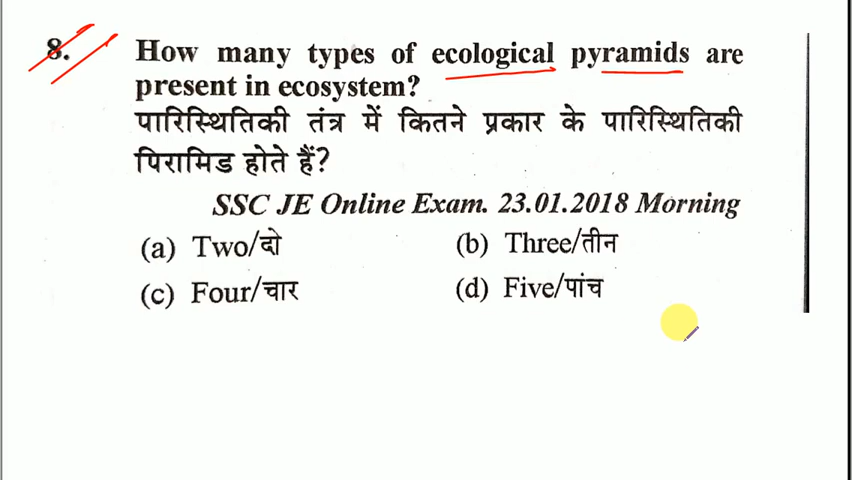 8. How many types of ecological pyramids are
present in ecosystem?
पारिस्थितिकी तंत्र में कितने प्रकार के पारिस्थितिकी
पिरामिड होते हैं?
SSC JE Online Exam. 23.01.2018 Morning
(a) Two/दो (b) Three/तीन
(c) Four/चार (d) Five/पांच